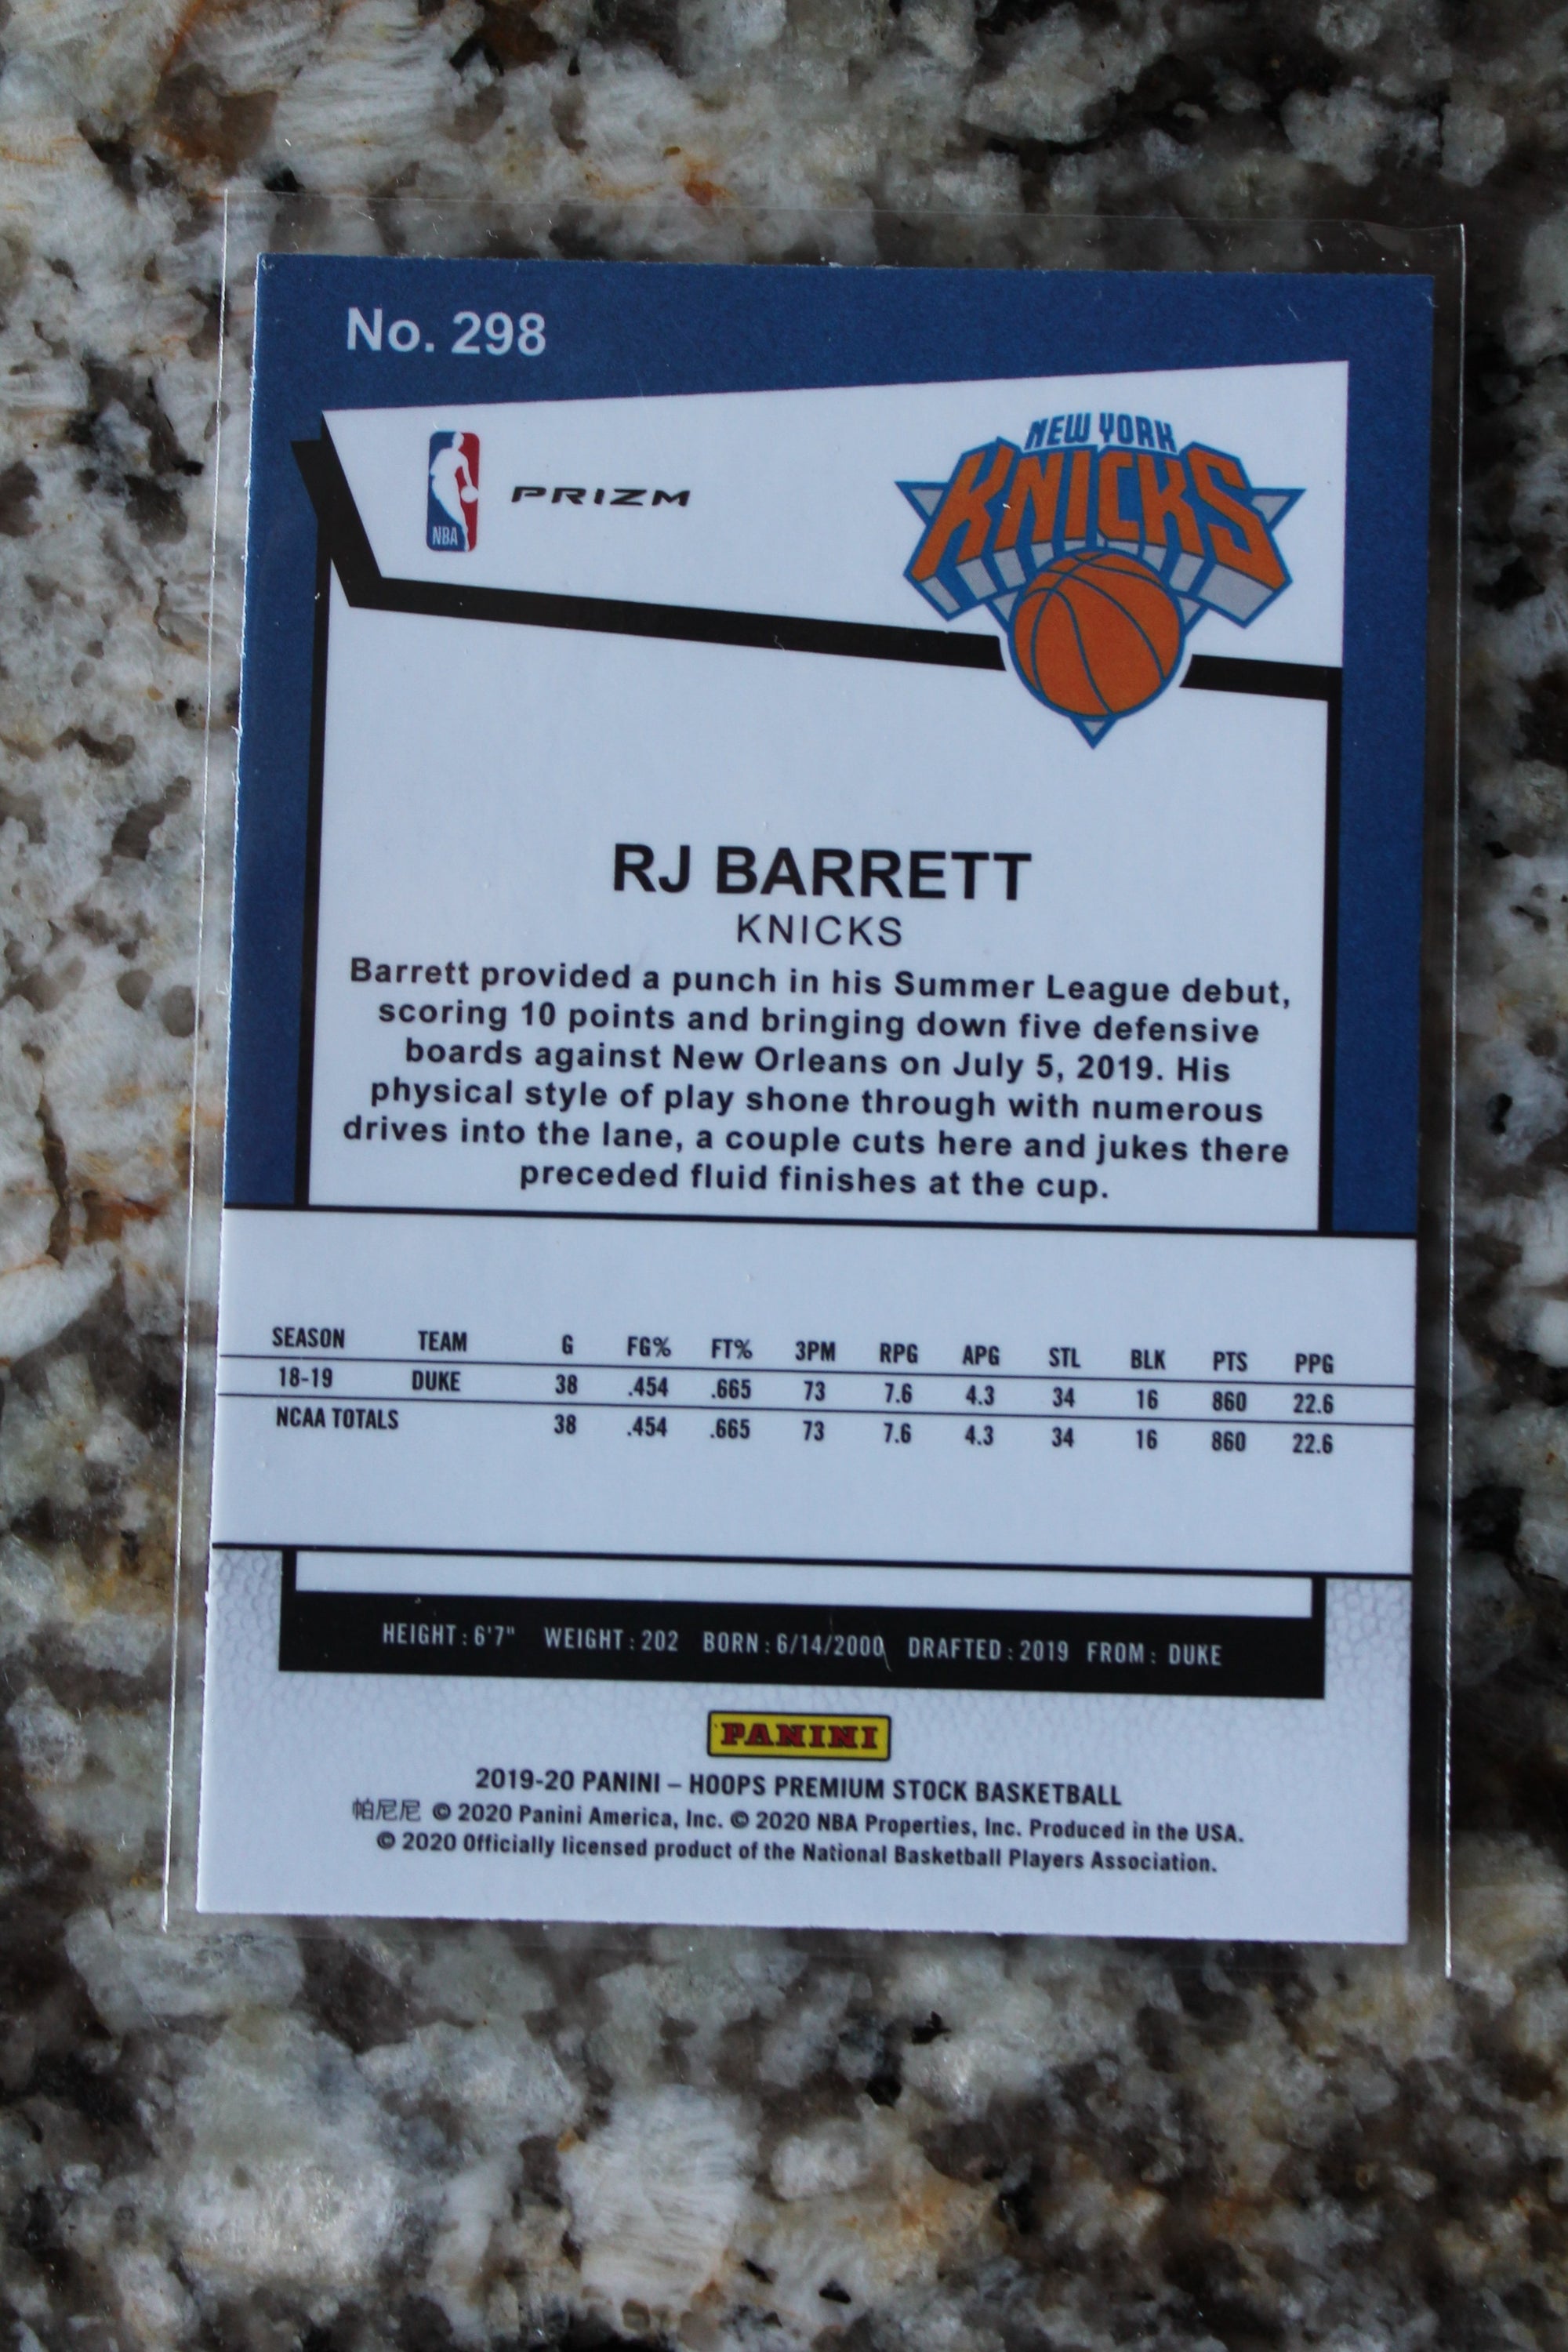 No. 298
NBA
PRIZM
NEW YORK
KNICKS
RJ BARRETT
KNICKS
Barrett provided a punch in his Summer League debut,
scoring 10 points and bringing down five defensive
boards against New Orleans on July 5, 2019. His
physical style of play shone through with numerous
drives into the lane, a couple cuts here and jukes there
preceded fluid finishes at the cup.
SEASON TEAM G FG% FT% 3PM RPG APG STL BLK PTS PPG
18-19 DUKE 38 .454 .665 73 7.6 4.3 34 16 860 22.6
NCAA TOTALS 38 .454 .665 73 7.6 4.3 34 16 860 22.6
HEIGHT: 6'7" WEIGHT: 202 BORN: 6/14/2000 DRAFTED: 2019 FROM: DUKE
PANINI
2019-20 PANINI – HOOPS PREMIUM STOCK BASKETBALL
帕尼尼 © 2020 Panini America, Inc. © 2020 NBA Properties, Inc. Produced in the USA.
© 2020 Officially licensed product of the National Basketball Players Association.